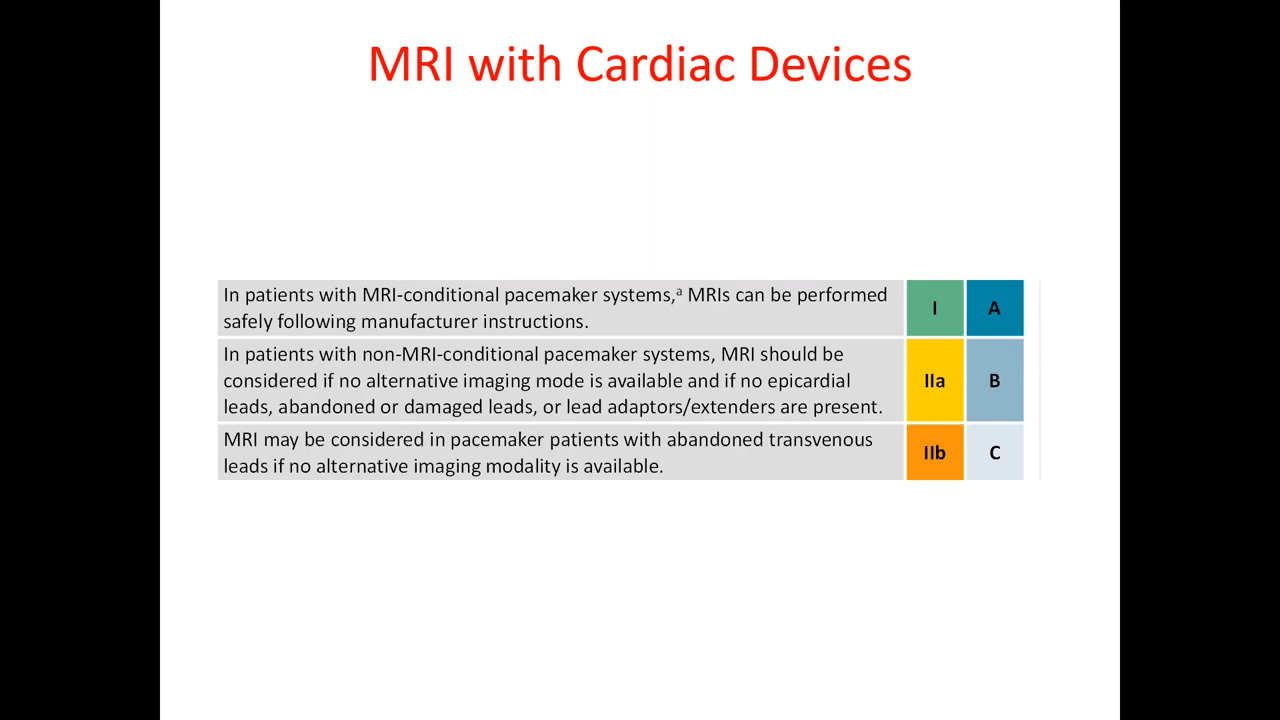 MRI with Cardiac Devices
In patients with MRI-conditional pacemaker systems,ᵃ MRIs can be performed
safely following manufacturer instructions.
I
A
In patients with non-MRI-conditional pacemaker systems, MRI should be
considered if no alternative imaging mode is available and if no epicardial
leads, abandoned or damaged leads, or lead adaptors/extenders are present.
IIa
B
MRI may be considered in pacemaker patients with abandoned transvenous
leads if no alternative imaging modality is available.
IIb
C